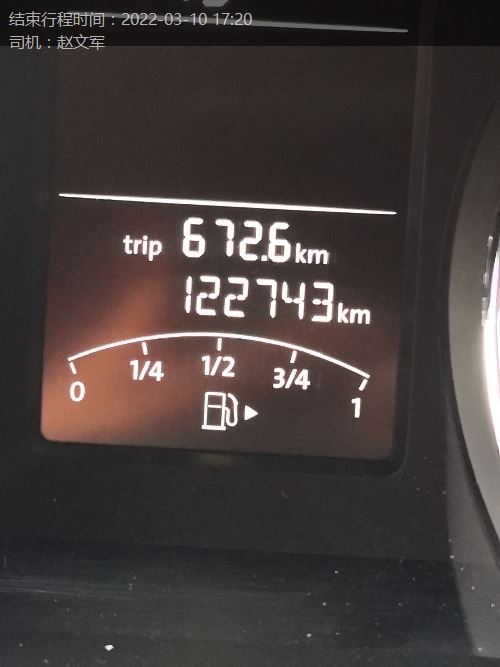 结束行程时间：2022-03-10 17:20
司机：赵文军
trip 672.6 km
122743 km
0 1/4 1/2 3/4 1